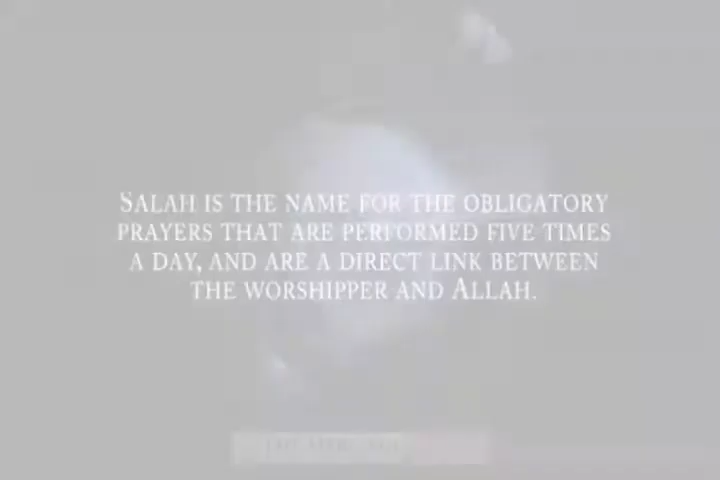 Salah is the name for the obligatory
prayers that are performed five times
a day, and are a direct link between
the worshipper and Allah.